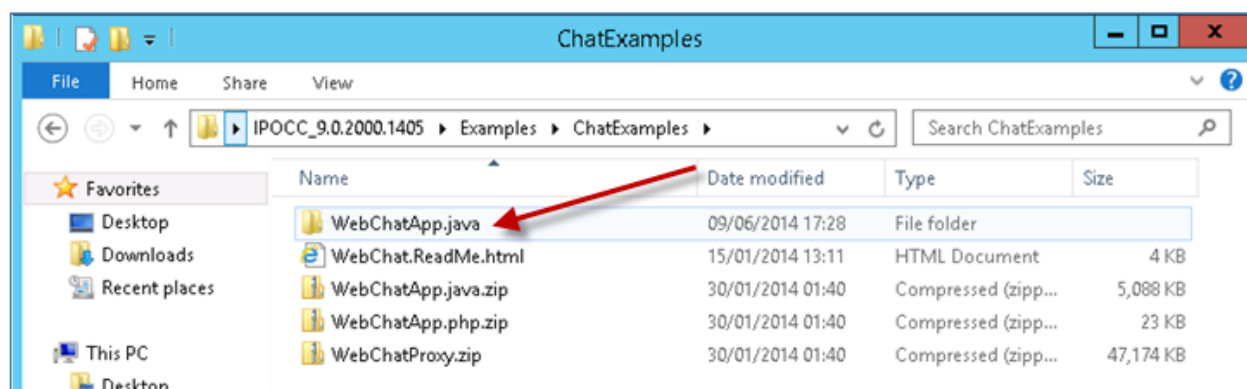 ChatExamples
File Home Share View
IPOCC_9.0.2000.1405 Examples ChatExamples Search ChatExamples
Name Date modified Type Size
Favorites
Desktop
Downloads
Recent places
This PC
Desktop
WebChatApp.java 09/06/2014 17:28 File folder
WebChat.ReadMe.html 15/01/2014 13:11 HTML Document 4 KB
WebChatApp.java.zip 30/01/2014 01:40 Compressed (zipp... 5,088 KB
WebChatApp.php.zip 30/01/2014 01:40 Compressed (zipp... 23 KB
WebChatProxy.zip 30/01/2014 01:40 Compressed (zipp... 47,174 KB